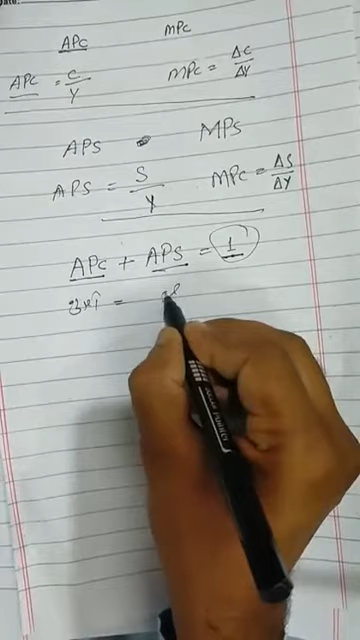 APC MPC
APC = C/Y MPC = ΔC/ΔY
APS MPS
APS = S/Y MPC = ΔS/ΔY
APC + APS = 1
=